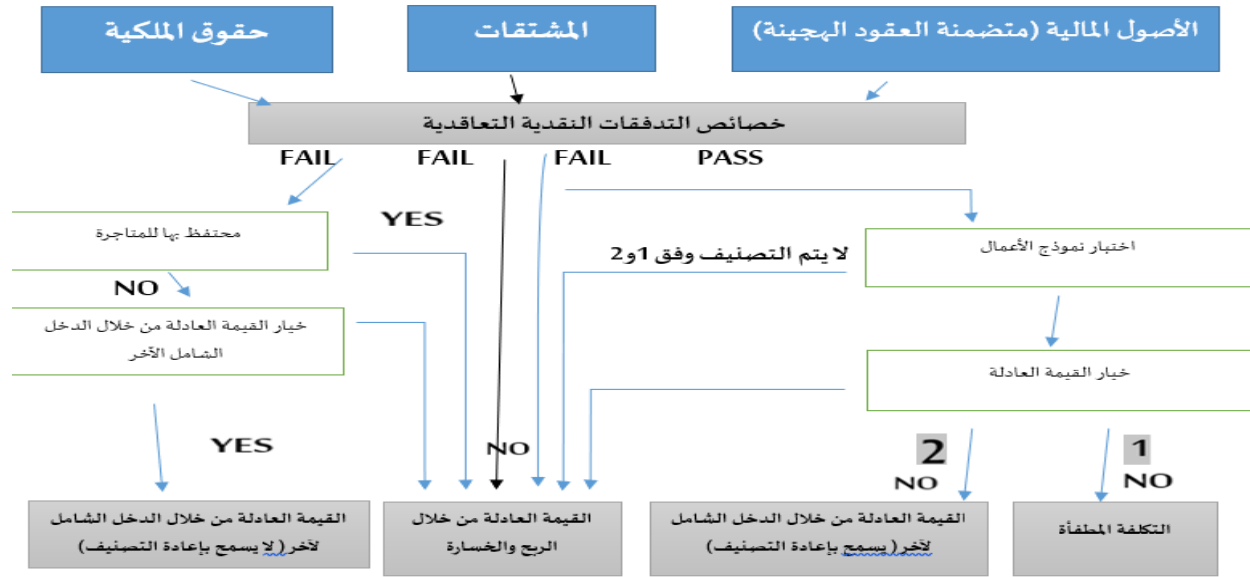 الأصول المالية (متضمنة العقود الهجينة)
المشتقات
حقوق الملكية
خصائص التدفقات النقدية التعاقدية
FAIL FAIL FAIL PASS
محتفظ بها للمتاجرة
YES
لا يتم التصنيف وفق 1و2
اختبار نموذج الأعمال
NO
خيار القيمة العادلة من خلال الدخل
الشامل الآخر
خيار القيمة العادلة
YES
NO
2
NO
1
NO
التكلفة المطفأة
القيمة العادلة من خلال الدخل الشامل
لآخر( يسمح بإعادة التصنيف)
القيمة العادلة من خلال
الربح والخسارة
القيمة العادلة من خلال الدخل الشامل
لآخر( لا يسمح بإعادة التصنيف)